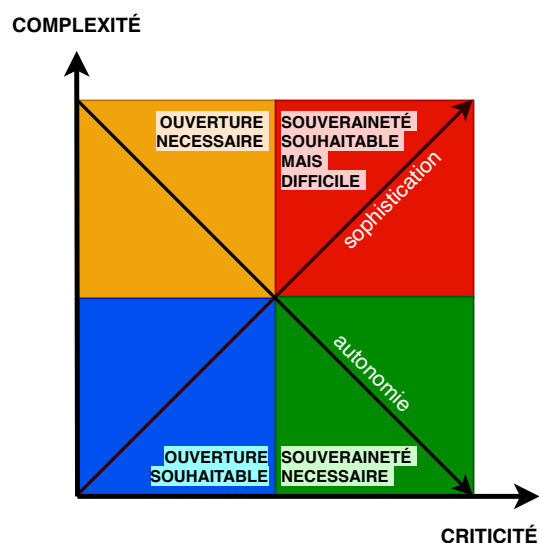 COMPLEXITÉ
OUVERTURE
NECESSAIRE
SOUVERAINETÉ
SOUHAITABLE
MAIS
DIFFICILE
sophistication
autonomie
OUVERTURE
SOUHAITABLE
SOUVERAINETÉ
NECESSAIRE
CRITICITÉ